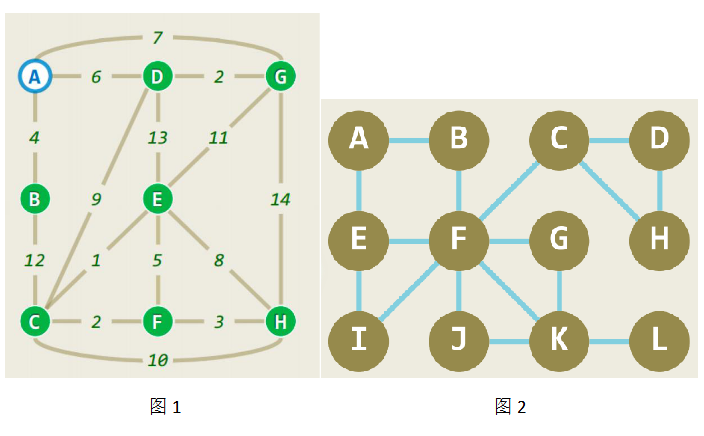 7
A 6 D 2 G
4 13 11
A B C D
B 9 E 14
12 1 5 8
E F G H
C 2 F 3 H
10
I J K L
图 1 图 2